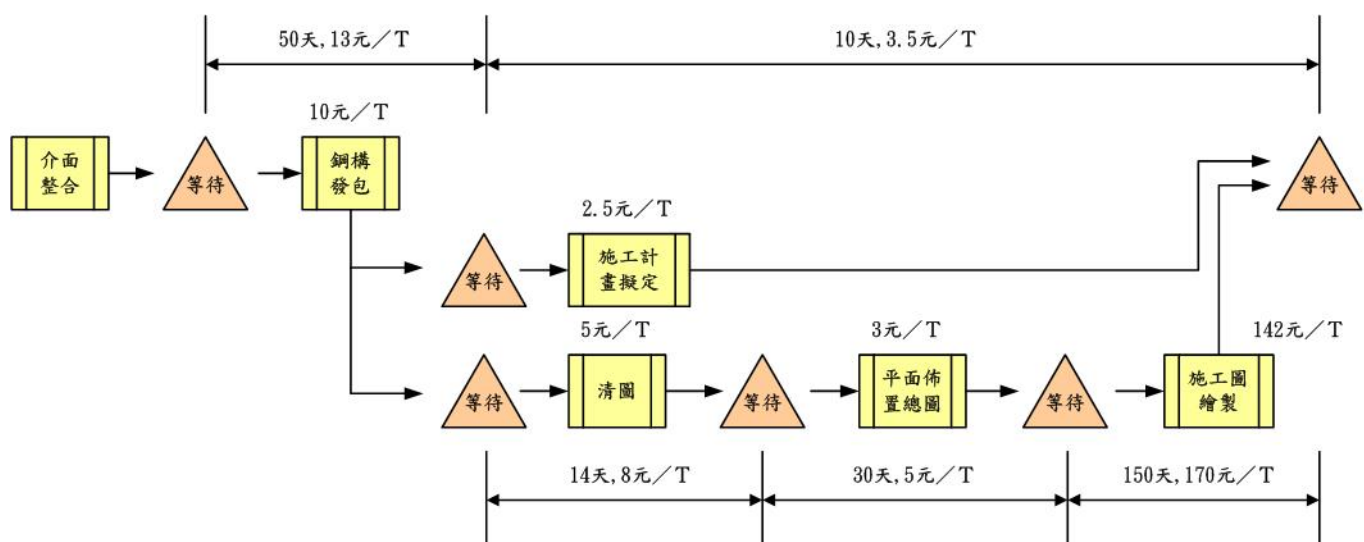 50天,13元／T
10天,3.5元／T
10元／T
介面
整合
等待
鋼構
發包
等待
2.5元／T
等待
施工計
畫擬定
5元／T
3元／T
142元／T
等待
清圖
等待
平面佈
置總圖
等待
施工圖
繪製
14天,8元／T
30天,5元／T
150天,170元／T